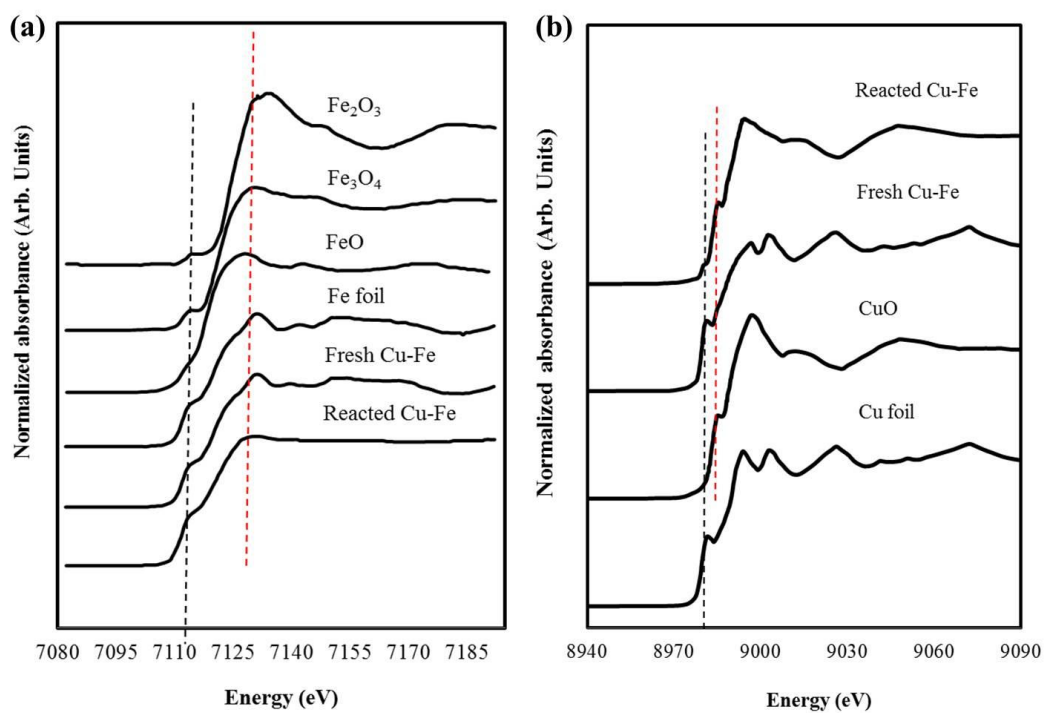 (a)
Normalized absorbance (Arb. Units)
Fe₂O₃
Fe₃O₄
FeO
Fe foil
Fresh Cu-Fe
Reacted Cu-Fe
7080 7095 7110 7125 7140 7155 7170 7185
Energy (eV)
(b)
Normalized absorbance (Arb. Units)
Reacted Cu-Fe
Fresh Cu-Fe
CuO
Cu foil
8940 8970 9000 9030 9060 9090
Energy (eV)